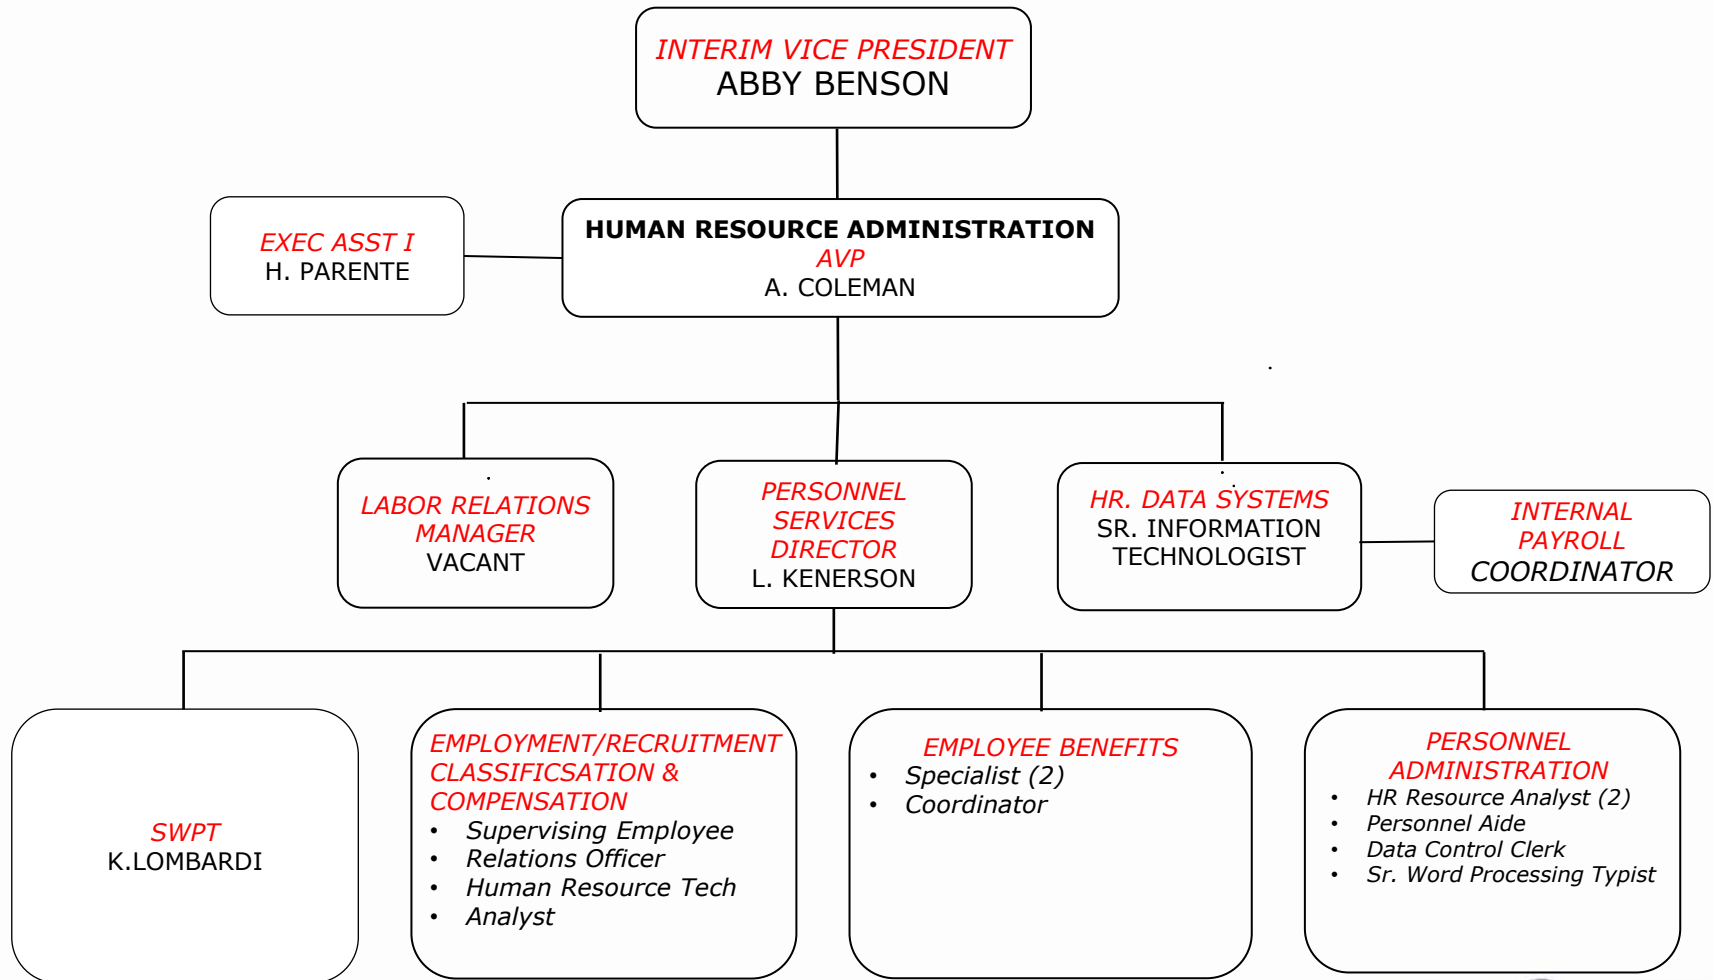 INTERIM VICE PRESIDENT
ABBY BENSON
EXEC ASST I
H. PARENTE
HUMAN RESOURCE ADMINISTRATION
AVP
A. COLEMAN
LABOR RELATIONS
MANAGER
VACANT
PERSONNEL
SERVICES
DIRECTOR
L. KENERSON
HR. DATA SYSTEMS
SR. INFORMATION
TECHNOLOGIST
INTERNAL
PAYROLL
COORDINATOR
SWPT
K.LOMBARDI
EMPLOYMENT/RECRUITMENT
CLASSIFICSATION &
COMPENSATION
• Supervising Employee
• Relations Officer
• Human Resource Tech
• Analyst
EMPLOYEE BENEFITS
• Specialist (2)
• Coordinator
PERSONNEL
ADMINISTRATION
• HR Resource Analyst (2)
• Personnel Aide
• Data Control Clerk
• Sr. Word Processing Typist